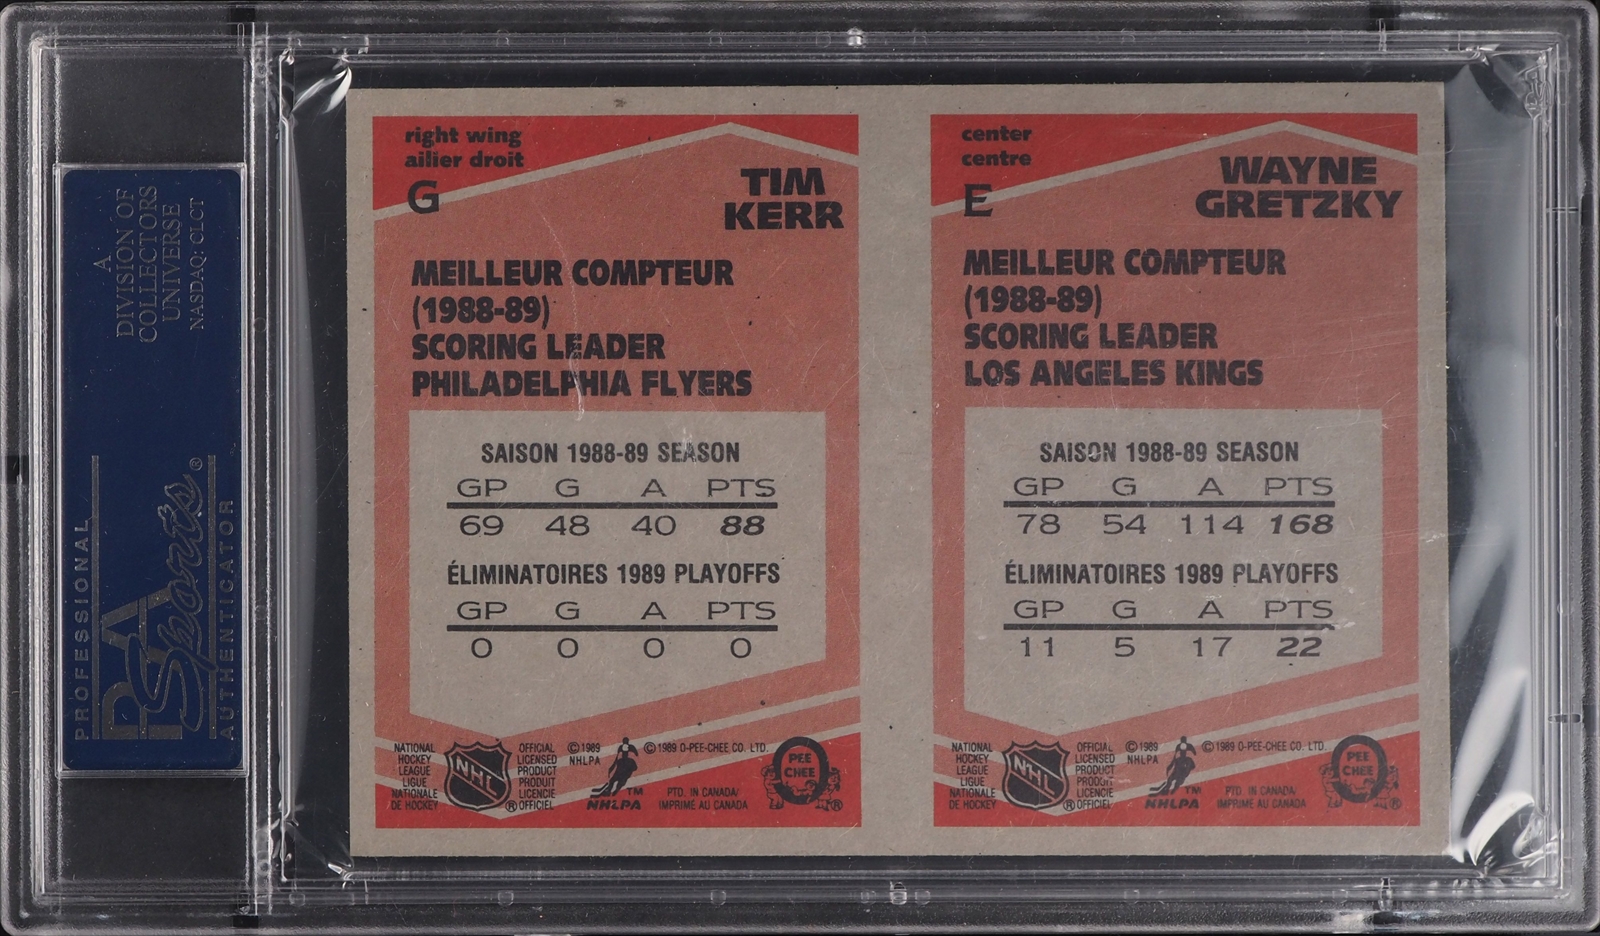 A
DIVISION OF
COLLECTORS
UNIVERSE
NASDAQ: CLCT
PROFESSIONAL
PSA
Sports®
AUTHENTICATOR
right wing
ailier droit
G
TIM
KERR
MEILLEUR COMPTEUR
(1988-89)
SCORING LEADER
PHILADELPHIA FLYERS
SAISON 1988-89 SEASON
GP G A PTS
69 48 40 88
ÉLIMINATOIRES 1989 PLAYOFFS
GP G A PTS
0 0 0 0
NATIONAL
HOCKEY
LEAGUE
LIGUE
NATIONALE
DE HOCKEY
NHL
®
OFFICIAL
LICENSED
PRODUCT
PRODUIT
LICENCIE
OFFICIEL
©1989
NHLPA
NHLPA™
©1989 O-PEE-CHEE CO. LTD.
PTD. IN CANADA/
IMPRIMÉ AU CANADA
O
PEE
CHEE
®
center
centre
E
WAYNE
GRETZKY
MEILLEUR COMPTEUR
(1988-89)
SCORING LEADER
LOS ANGELES KINGS
SAISON 1988-89 SEASON
GP G A PTS
78 54 114 168
ÉLIMINATOIRES 1989 PLAYOFFS
GP G A PTS
11 5 17 22
NATIONAL
HOCKEY
LEAGUE
LIGUE
NATIONALE
DE HOCKEY
NHL
®
OFFICIAL
LICENSED
PRODUCT
PRODUIT
LICENCIE
OFFICIEL
©1989
NHLPA
NHLPA™
©1989 O-PEE-CHEE CO. LTD.
PTD. IN CANADA/
IMPRIMÉ AU CANADA
O
PEE
CHEE
®